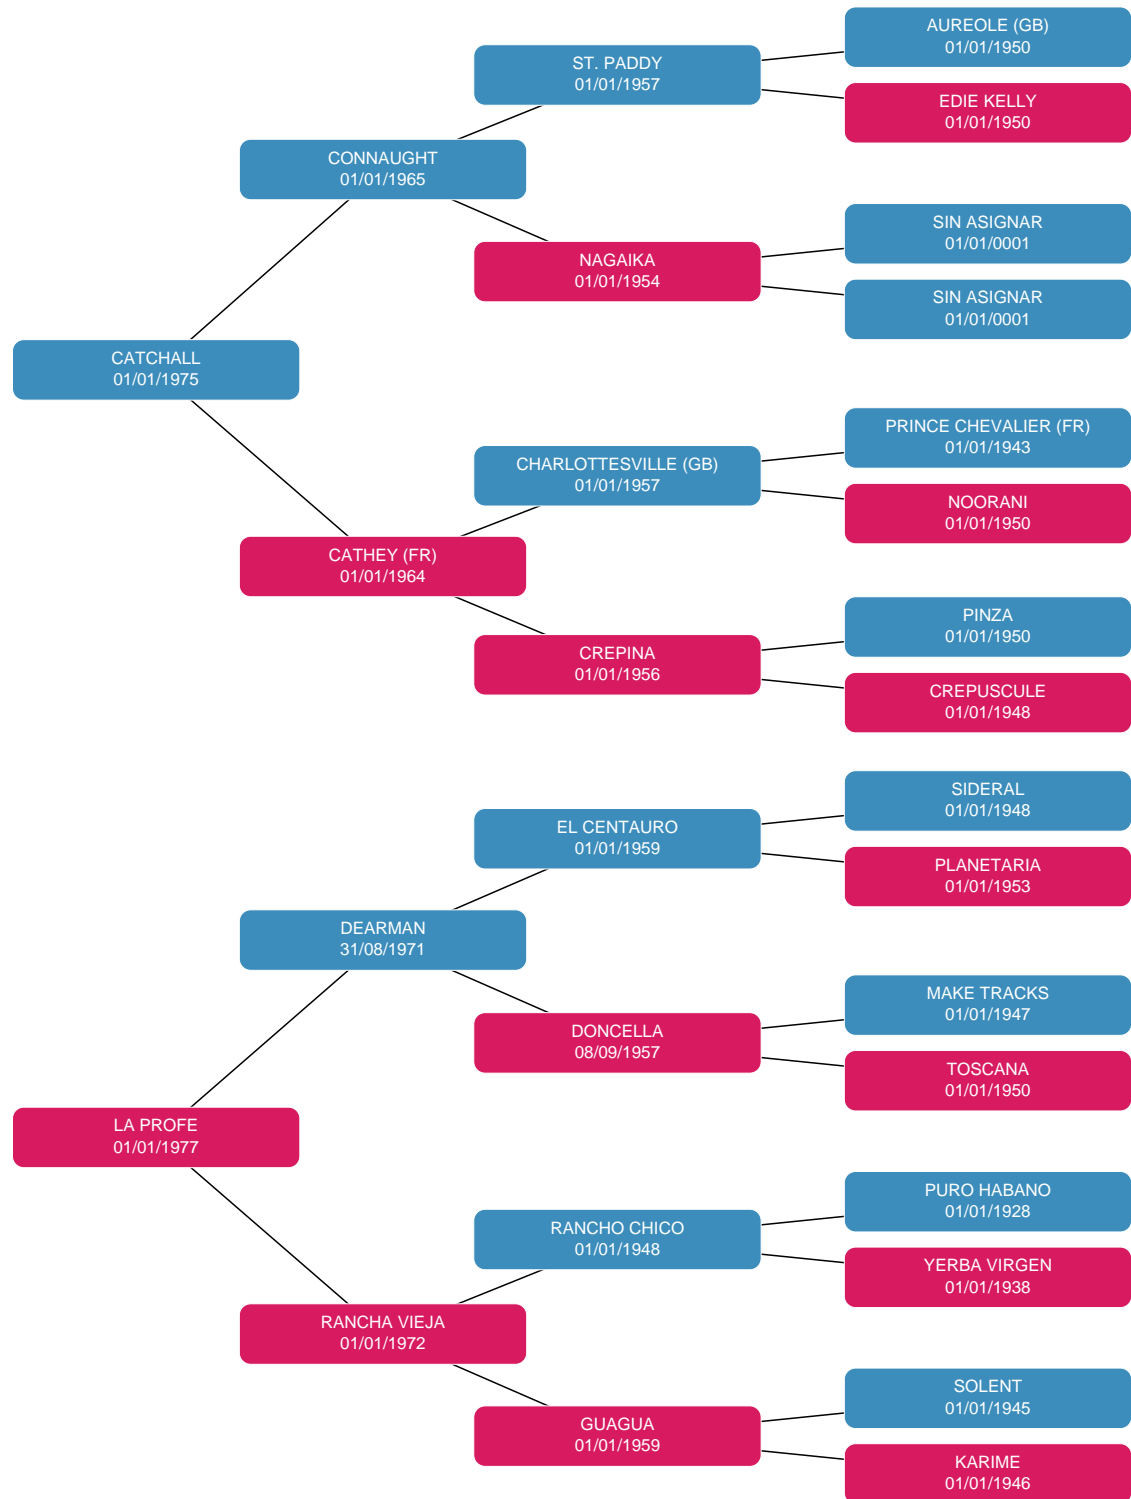 AUREOLE (GB)
01/01/1950
ST. PADDY
01/01/1957
EDIE KELLY
01/01/1950
CONNAUGHT
01/01/1965
SIN ASIGNAR
01/01/0001
NAGAIKA
01/01/1954
SIN ASIGNAR
01/01/0001
CATCHALL
01/01/1975
PRINCE CHEVALIER (FR)
01/01/1943
CHARLOTTESVILLE (GB)
01/01/1957
NOORANI
01/01/1950
CATHEY (FR)
01/01/1964
PINZA
01/01/1950
CREPINA
01/01/1956
CREPUSCULE
01/01/1948
SIDERAL
01/01/1948
EL CENTAURO
01/01/1959
PLANETARIA
01/01/1953
DEARMAN
31/08/1971
MAKE TRACKS
01/01/1947
DONCELLA
08/09/1957
TOSCANA
01/01/1950
LA PROFE
01/01/1977
PURO HABANO
01/01/1928
RANCHO CHICO
01/01/1948
YERBA VIRGEN
01/01/1938
RANCHA VIEJA
01/01/1972
SOLENT
01/01/1945
GUAGUA
01/01/1959
KARIME
01/01/1946